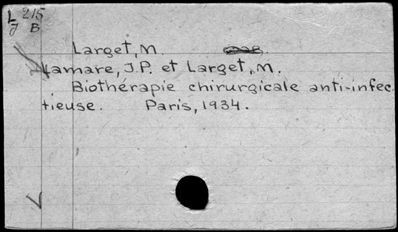 L 215
J B
Larget, M.
Lamare, J.P. et Larget, M.
Biothérapie chirurgicale anti-infec
tieuse. Paris, 1934.